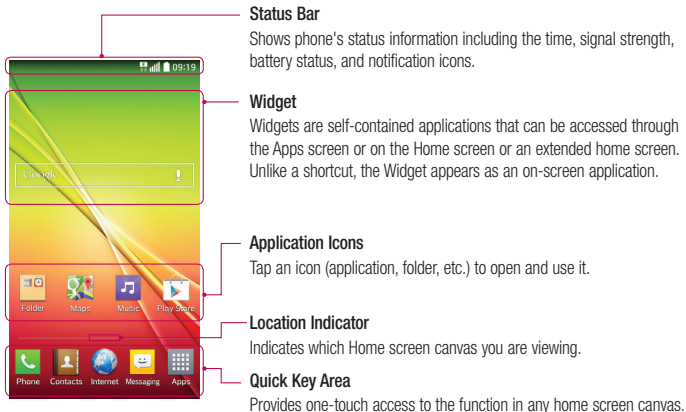 Status Bar
Shows phone's status information including the time, signal strength,
battery status, and notification icons.
09:19
Widget
Widgets are self-contained applications that can be accessed through
the Apps screen or on the Home screen or an extended home screen.
Unlike a shortcut, the Widget appears as an on-screen application.
Google
Application Icons
Tap an icon (application, folder, etc.) to open and use it.
Folder Maps Music Play Store
Location Indicator
Indicates which Home screen canvas you are viewing.
Phone Contacts Internet Messaging Apps
Quick Key Area
Provides one-touch access to the function in any home screen canvas.